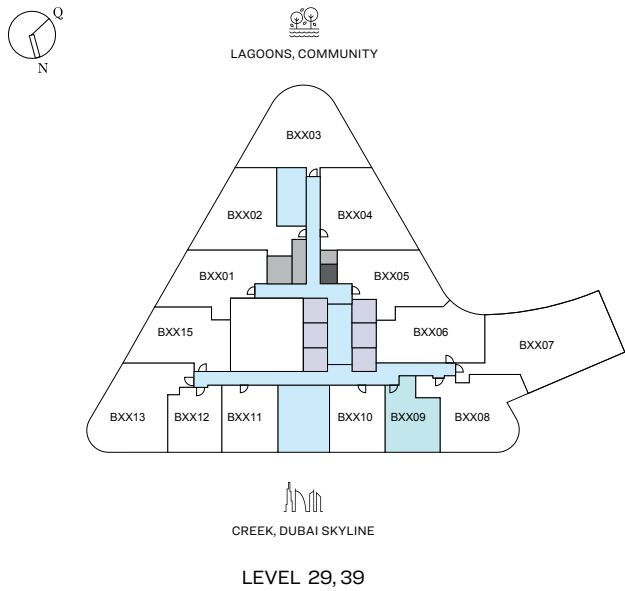 Q
N
LAGOONS, COMMUNITY
BXX03
BXX02 BXX04
BXX01 BXX05
BXX15 BXX06 BXX07
BXX13 BXX12 BXX11 BXX10 BXX09 BXX08
CREEK, DUBAI SKYLINE
LEVEL 29, 39